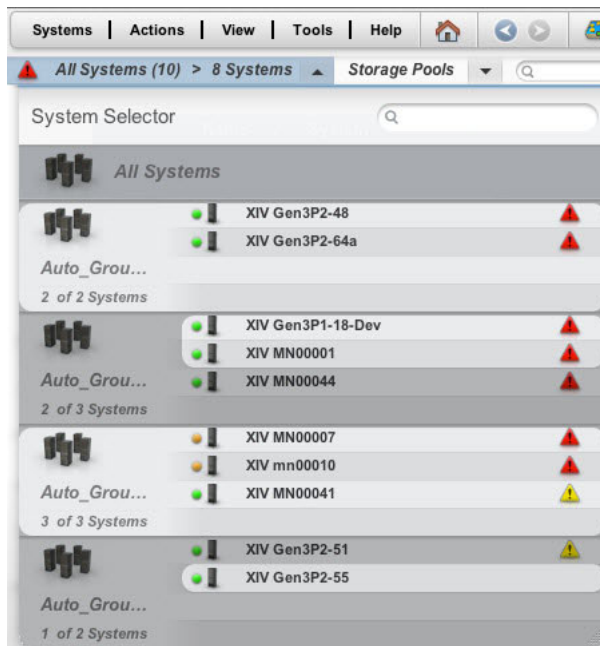 Systems | Actions | View | Tools | Help
All Systems (10) > 8 Systems Storage Pools
System Selector
All Systems
XIV Gen3P2-48
XIV Gen3P2-64a
Auto_Grou...
2 of 2 Systems
XIV Gen3P1-18-Dev
XIV MN00001
Auto_Grou...
XIV MN00044
2 of 3 Systems
XIV MN00007
XIV mn00010
Auto_Grou...
XIV MN00041
3 of 3 Systems
XIV Gen3P2-51
XIV Gen3P2-55
Auto_Grou...
1 of 2 Systems